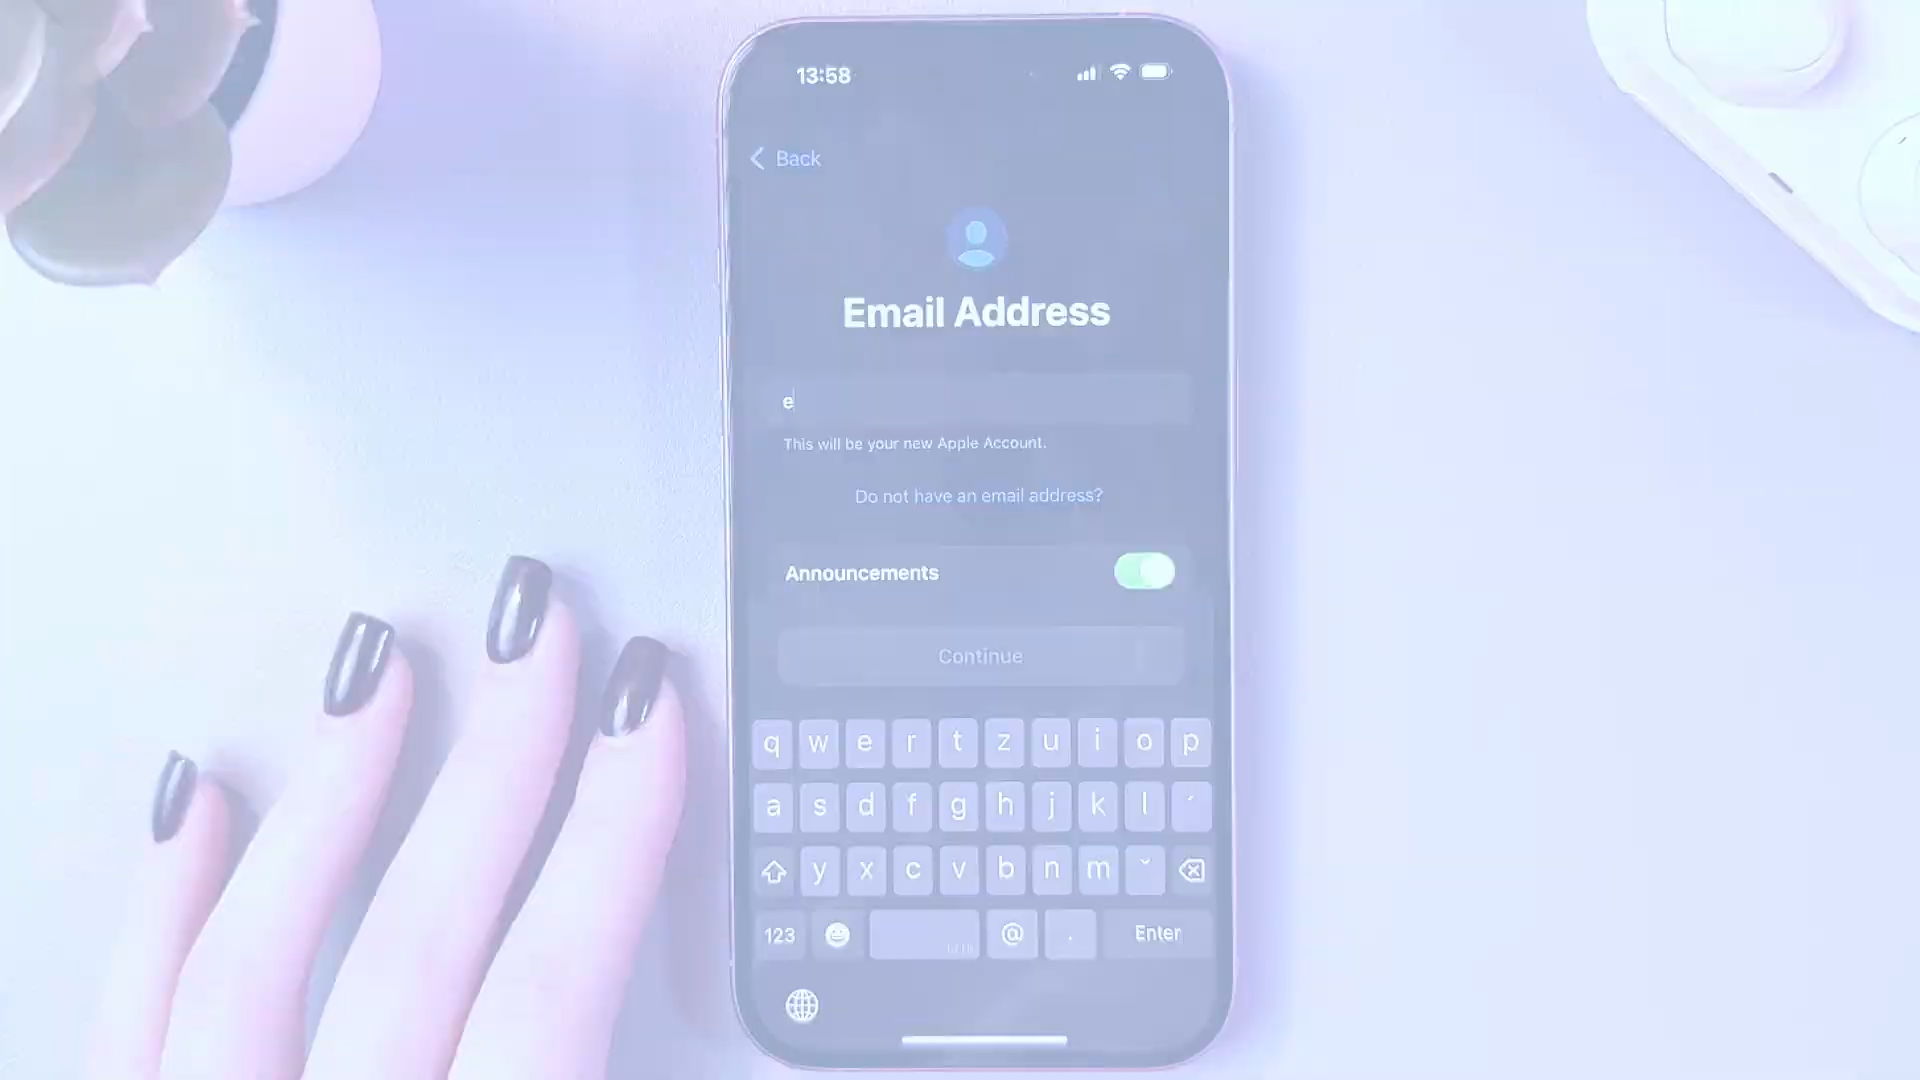 13:58
Back
Email Address
e
This will be your new Apple Account.
Do not have an email address?
Announcements
Continue
q w e r t z u i o p
a s d f g h j k l ´
y x c v b n m ˇ
123 @ . Enter